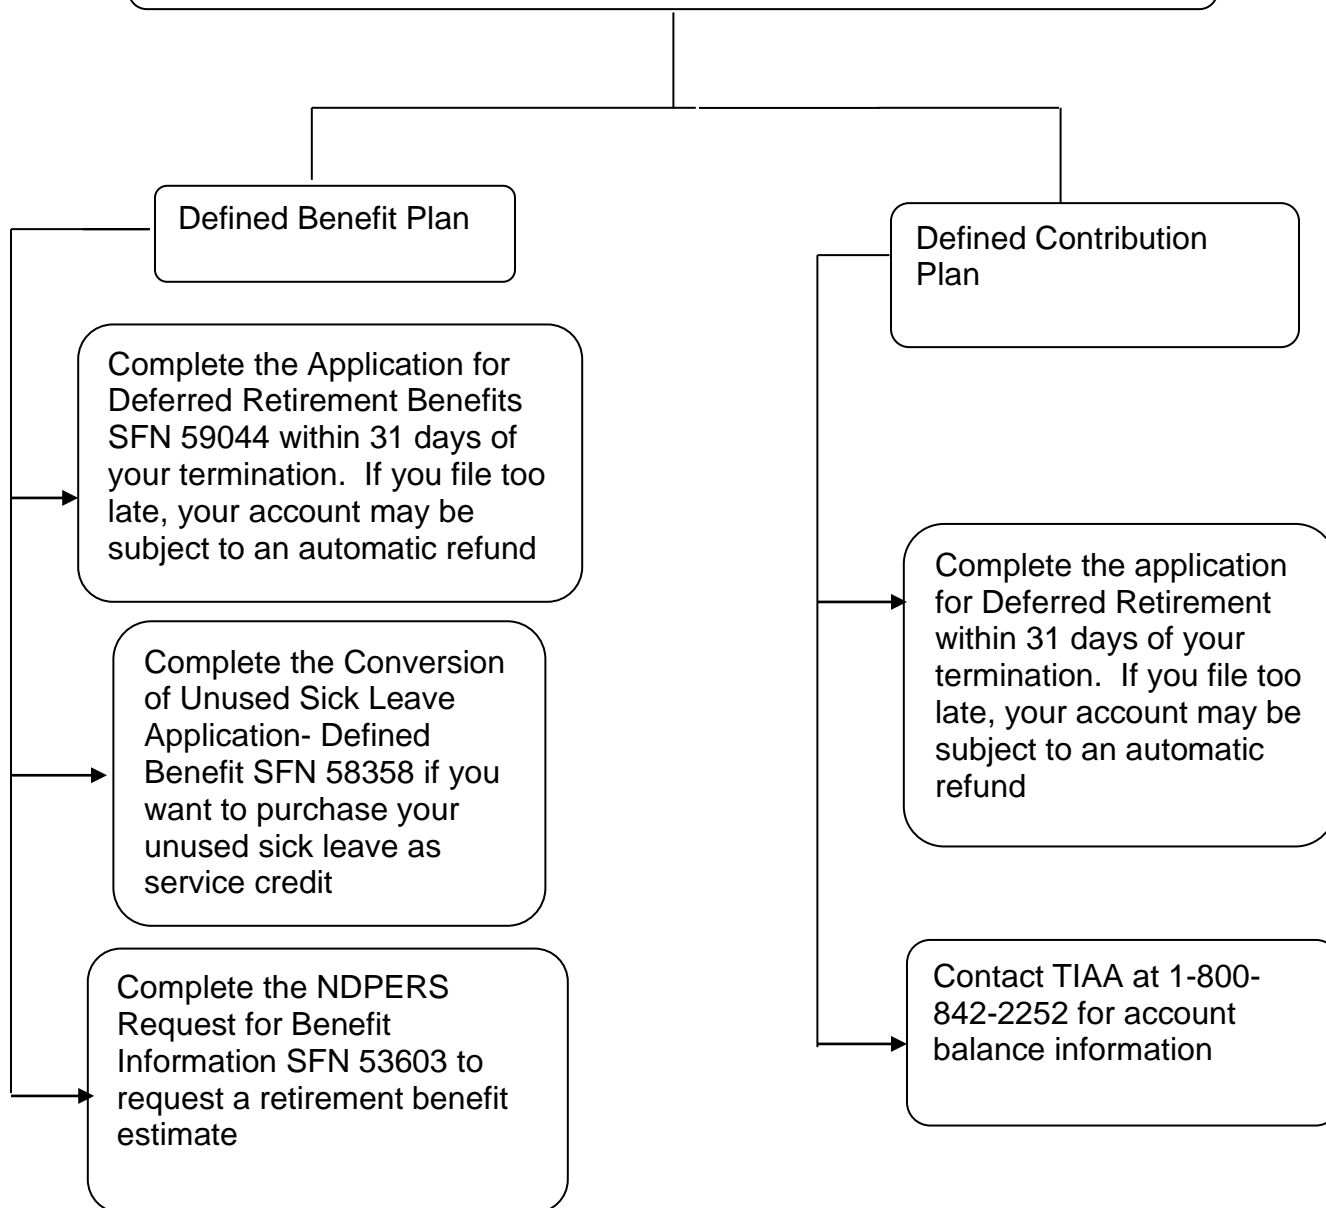 Defined Benefit Plan
Complete the Application for
Deferred Retirement Benefits
SFN 59044 within 31 days of
your termination.  If you file too
late, your account may be
subject to an automatic refund
Complete the Conversion
of Unused Sick Leave
Application- Defined
Benefit SFN 58358 if you
want to purchase your
unused sick leave as
service credit
Complete the NDPERS
Request for Benefit
Information SFN 53603 to
request a retirement benefit
estimate
Defined Contribution
Plan
Complete the application
for Deferred Retirement
within 31 days of your
termination.  If you file too
late, your account may be
subject to an automatic
refund
Contact TIAA at 1-800-
842-2252 for account
balance information